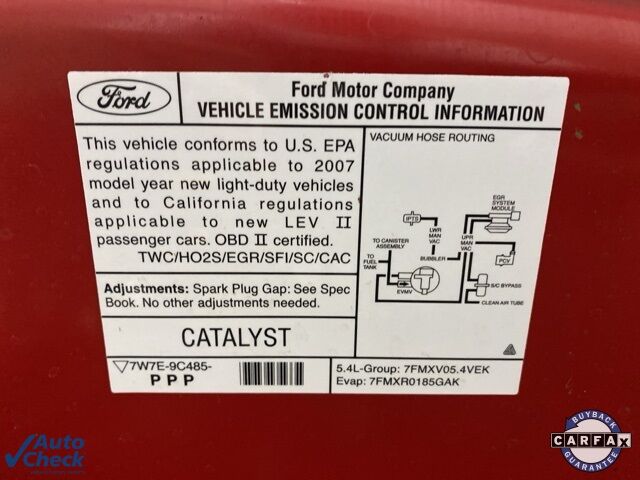 Ford
Ford Motor Company
VEHICLE EMISSION CONTROL INFORMATION
This vehicle conforms to U.S. EPA
regulations applicable to 2007
model year new light-duty vehicles
and to California regulations
applicable to new LEV II
passenger cars. OBD II certified.
TWC/HO2S/EGR/SFI/SC/CAC
Adjustments: Spark Plug Gap: See Spec
Book. No other adjustments needed.
CATALYST
7W7E-9C485-
PPP
VACUUM HOSE ROUTING
EGR
SYSTEM
MODULE
IPTS
LWR
MAN
VAC
UPR
MAN
VAC
TO CANISTER
ASSEMBLY
TO FUEL
TANK
BUBBLER
PCV
EVMV
S/C BYPASS
CLEAN AIR TUBE
5.4L-Group: 7FMXV05.4VEK
Evap: 7FMXR0185GAK
Auto
Check
BUYBACK
CARFAX
GUARANTEE